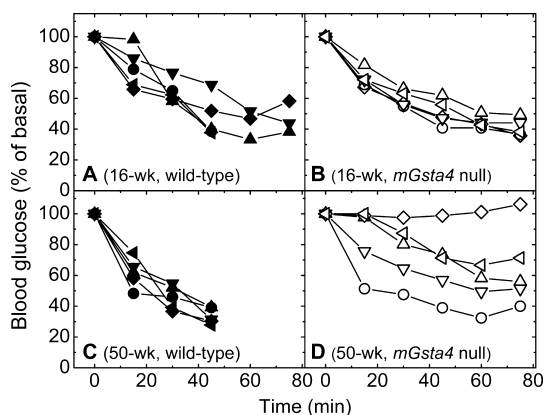 Blood glucose (% of basal)
100
80
60
40
20
0
A (16-wk, wild-type)
B (16-wk, mGsta4 null)
100
80
60
40
20
0
C (50-wk, wild-type)
D (50-wk, mGsta4 null)
0 20 40 60 80 0 20 40 60 80
Time (min)